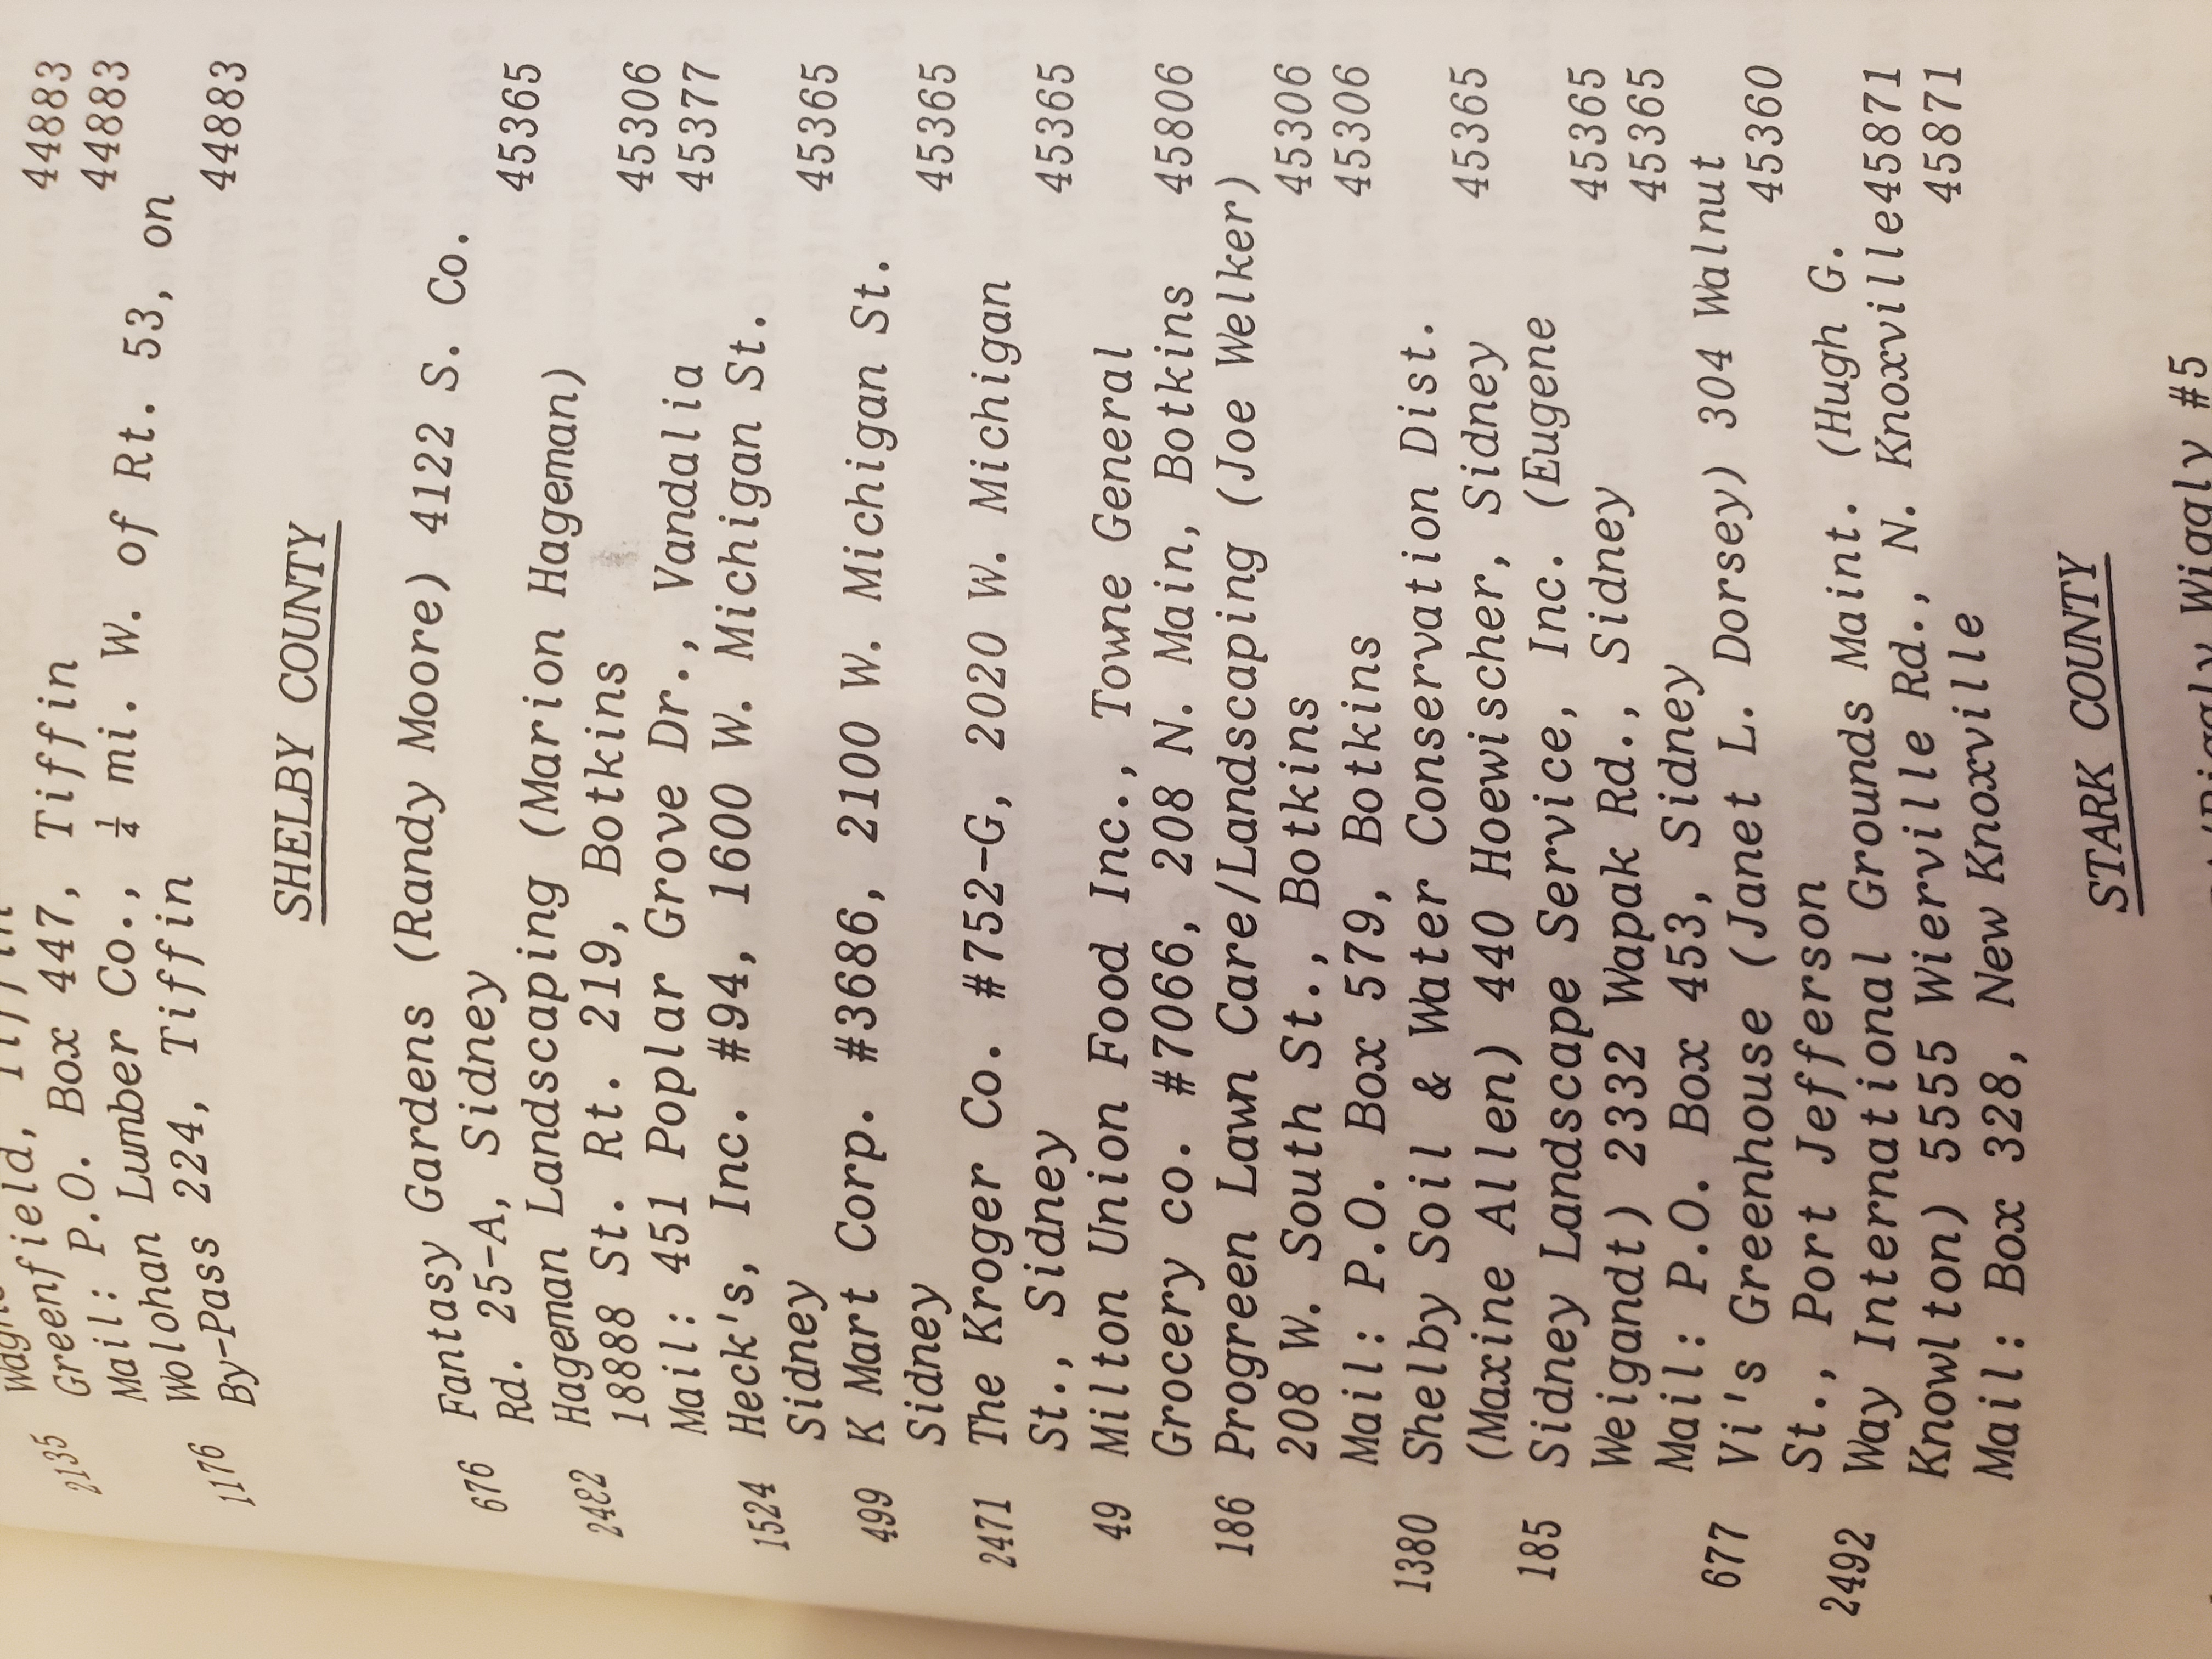 2135 Greenfield, Tiffin 44883
Mail: P.O. Box 447, Tiffin 44883
1176 Wolohan Lumber Co., ¼ mi. W. of Rt. 53, on
By-Pass 224, Tiffin 44883
SHELBY COUNTY
676 Fantasy Gardens (Randy Moore) 4122 S. Co.
Rd. 25-A, Sidney 45365
2482 Hageman Landscaping (Marion Hageman)
18888 St. Rt. 219, Botkins 45306
Mail: 451 Poplar Grove Dr., Vandalia 45377
1524 Heck's, Inc. #94, 1600 W. Michigan St.
Sidney 45365
499 K Mart Corp. #3686, 2100 W. Michigan St.
Sidney 45365
2471 The Kroger Co. #752-G, 2020 W. Michigan
St., Sidney 45365
49 Milton Union Food Inc., Towne General
Grocery co. #7066, 208 N. Main, Botkins 45806
186 Progreen Lawn Care/Landscaping (Joe Welker)
208 W. South St., Botkins 45306
Mail: P.O. Box 579, Botkins 45306
1380 Shelby Soil & Water Conservation Dist.
(Maxine Allen) 440 Hoewischer, Sidney 45365
185 Sidney Landscape Service, Inc. (Eugene
Weigandt) 2332 Wapak Rd., Sidney 45365
Mail: P.O. Box 453, Sidney 45365
677 Vi's Greenhouse (Janet L. Dorsey) 304 Walnut
St., Port Jefferson 45360
2492 Way International Grounds Maint. (Hugh G.
Knowlton) 5555 Wierville Rd., N. Knoxville45871
Mail: Box 328, New Knoxville 45871
STARK COUNTY
Wiggly #5